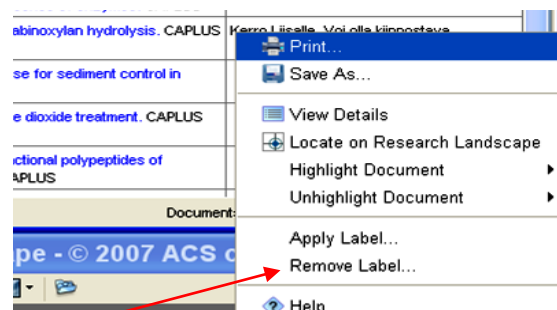 abinoxylan hydrolysis. CAPLUS
Kerro Liisalle. Voi olla kiinnostava
Print...
se for sediment control in
Save As...
e dioxide treatment. CAPLUS
View Details
Locate on Research Landscape
ctional polypeptides of
APLUS
Highlight Document
Unhighlight Document
Document
pe - © 2007 ACS
Apply Label...
Remove Label...
Help